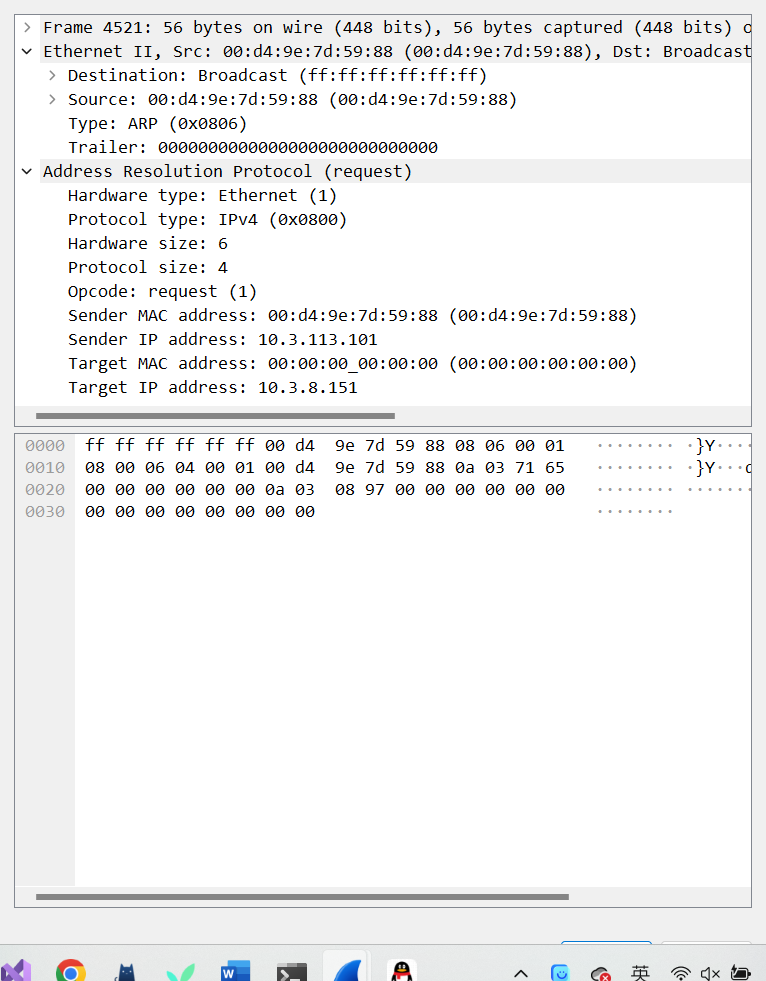 Frame 4521: 56 bytes on wire (448 bits), 56 bytes captured (448 bits) o
Ethernet II, Src: 00:d4:9e:7d:59:88 (00:d4:9e:7d:59:88), Dst: Broadcast
Destination: Broadcast (ff:ff:ff:ff:ff:ff)
Source: 00:d4:9e:7d:59:88 (00:d4:9e:7d:59:88)
Type: ARP (0x0806)
Trailer: 0000000000000000000000000000
Address Resolution Protocol (request)
Hardware type: Ethernet (1)
Protocol type: IPv4 (0x0800)
Hardware size: 6
Protocol size: 4
Opcode: request (1)
Sender MAC address: 00:d4:9e:7d:59:88 (00:d4:9e:7d:59:88)
Sender IP address: 10.3.113.101
Target MAC address: 00:00:00_00:00:00 (00:00:00:00:00:00)
Target IP address: 10.3.8.151
0000 ff ff ff ff ff ff 00 d4 9e 7d 59 88 08 06 00 01 ········ ·}Y····
0010 08 00 06 04 00 01 00 d4 9e 7d 59 88 0a 03 71 65 ········ ·}Y···q
0020 00 00 00 00 00 00 0a 03 08 97 00 00 00 00 00 00 ········ ·······
0030 00 00 00 00 00 00 00 00 ········
W 英